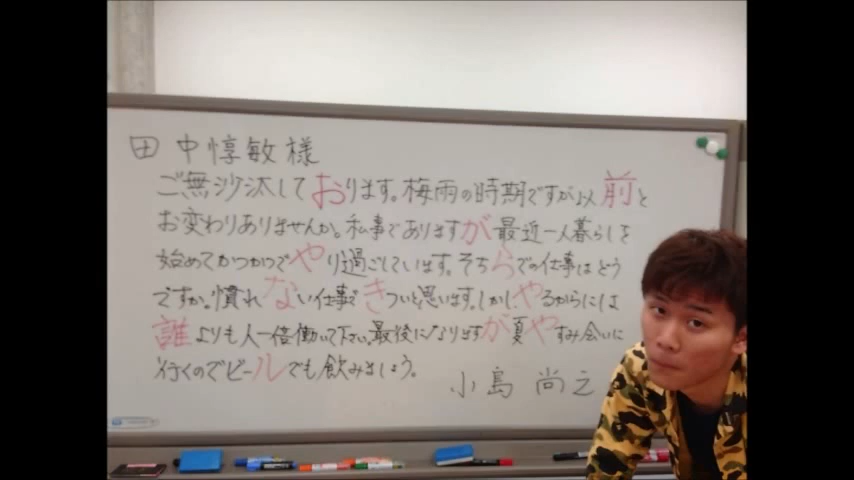 田中惇敏様
ご無沙汰しております。梅雨の時期ですが以前と
お変わりありませんか。私事でありますが最近一人暮らしを
始めてかつかつでやり過ごしています。そちらでの仕事はどう
ですか。慣れない仕事できついと思います。しかしやるからには
誰よりも人一倍働いて下さい。最後になりますが夏やすみ会いに
行くのでビールでも飲みましょう。
小島尚之